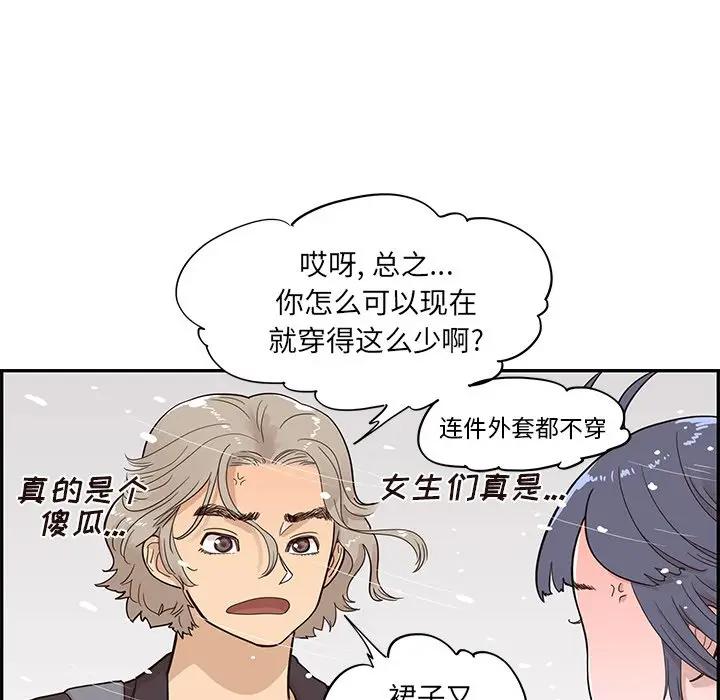 哎呀, 总之...
你怎么可以现在
就穿得这么少啊?
连件外套都不穿
真的是个
傻瓜...
女生们真是...
裙子又